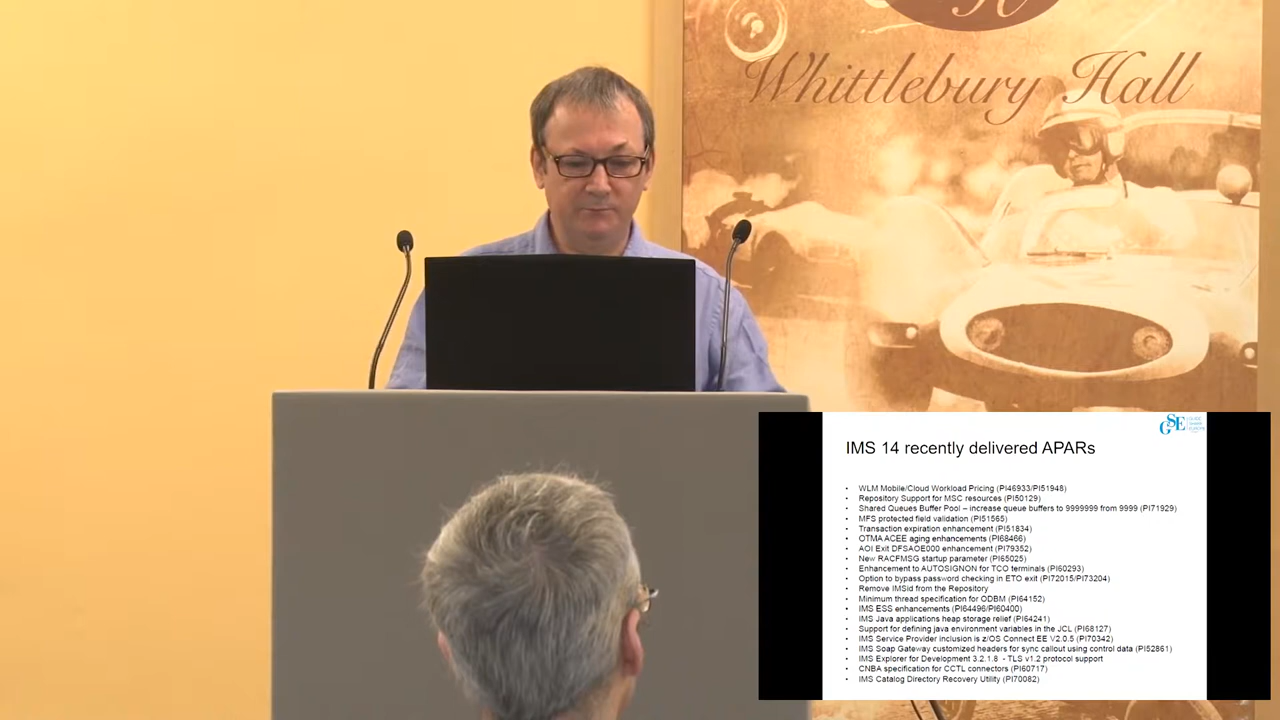 H
Whittlebury Hall
GSE
GUIDE
SHARE
EUROPE
IMS 14 recently delivered APARs
• WLM Mobile/Cloud Workload Pricing (PI46933/PI51948)
• Repository Support for MSC resources (PI50129)
• Shared Queues Buffer Pool – increase queue buffers to 9999999 from 9999 (PI71929)
• MFS protected field validation (PI51565)
• Transaction expiration enhancement (PI51834)
• OTMA ACEE aging enhancements (PI68466)
• AOI Exit DFSAOE000 enhancement (PI79352)
• New RACFMSG startup parameter (PI65025)
• Enhancement to AUTOSIGNON for TCO terminals (PI60293)
• Option to bypass password checking in ETO exit (PI72015/PI73204)
• Remove IMSid from the Repository
• Minimum thread specification for ODBM (PI64152)
• IMS ESS enhancements (PI64496/PI60400)
• IMS Java applications heap storage relief (PI64241)
• Support for defining java environment variables in the JCL (PI68127)
• IMS Service Provider inclusion is z/OS Connect EE V2.0.5 (PI70342)
• IMS Soap Gateway customized headers for sync callout using control data (PI52861)
• IMS Explorer for Development 3.2.1.8 - TLS v1.2 protocol support
• CNBA specification for CCTL connectors (PI60717)
• IMS Catalog Directory Recovery Utility (PI70082)